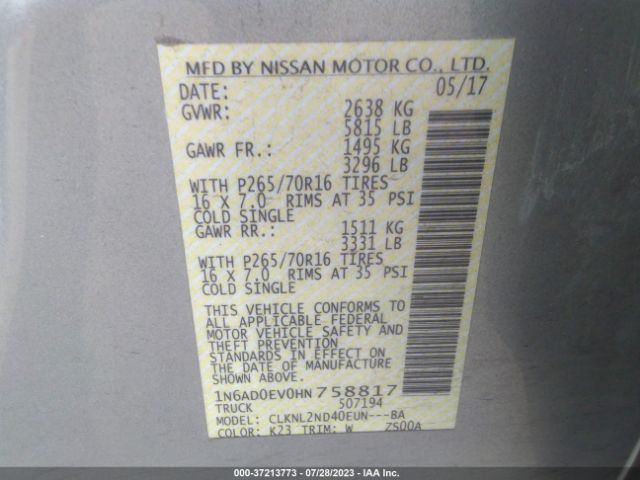 MFD BY NISSAN MOTOR CO., LTD.
DATE: 05/17
GVWR: 2638 KG
5815 LB
GAWR FR.: 1495 KG
3296 LB
WITH P265/70R16 TIRES
16 X 7.0 RIMS AT 35 PSI
COLD SINGLE
GAWR RR.: 1511 KG
3331 LB
WITH P265/70R16 TIRES
16 X 7.0 RIMS AT 35 PSI
COLD SINGLE
THIS VEHICLE CONFORMS TO
ALL APPLICABLE FEDERAL
MOTOR VEHICLE SAFETY AND
THEFT PREVENTION
STANDARDS IN EFFECT ON
THE DATE OF MANUFACTURE
SHOWN ABOVE.
1N6AD0EV0HN758817
TRUCK 507194
MODEL: CLKNL2ND40EUN---BA
COLOR: K23 TRIM: W ZS00A
000-37213773 - 07/28/2023 - IAA Inc.